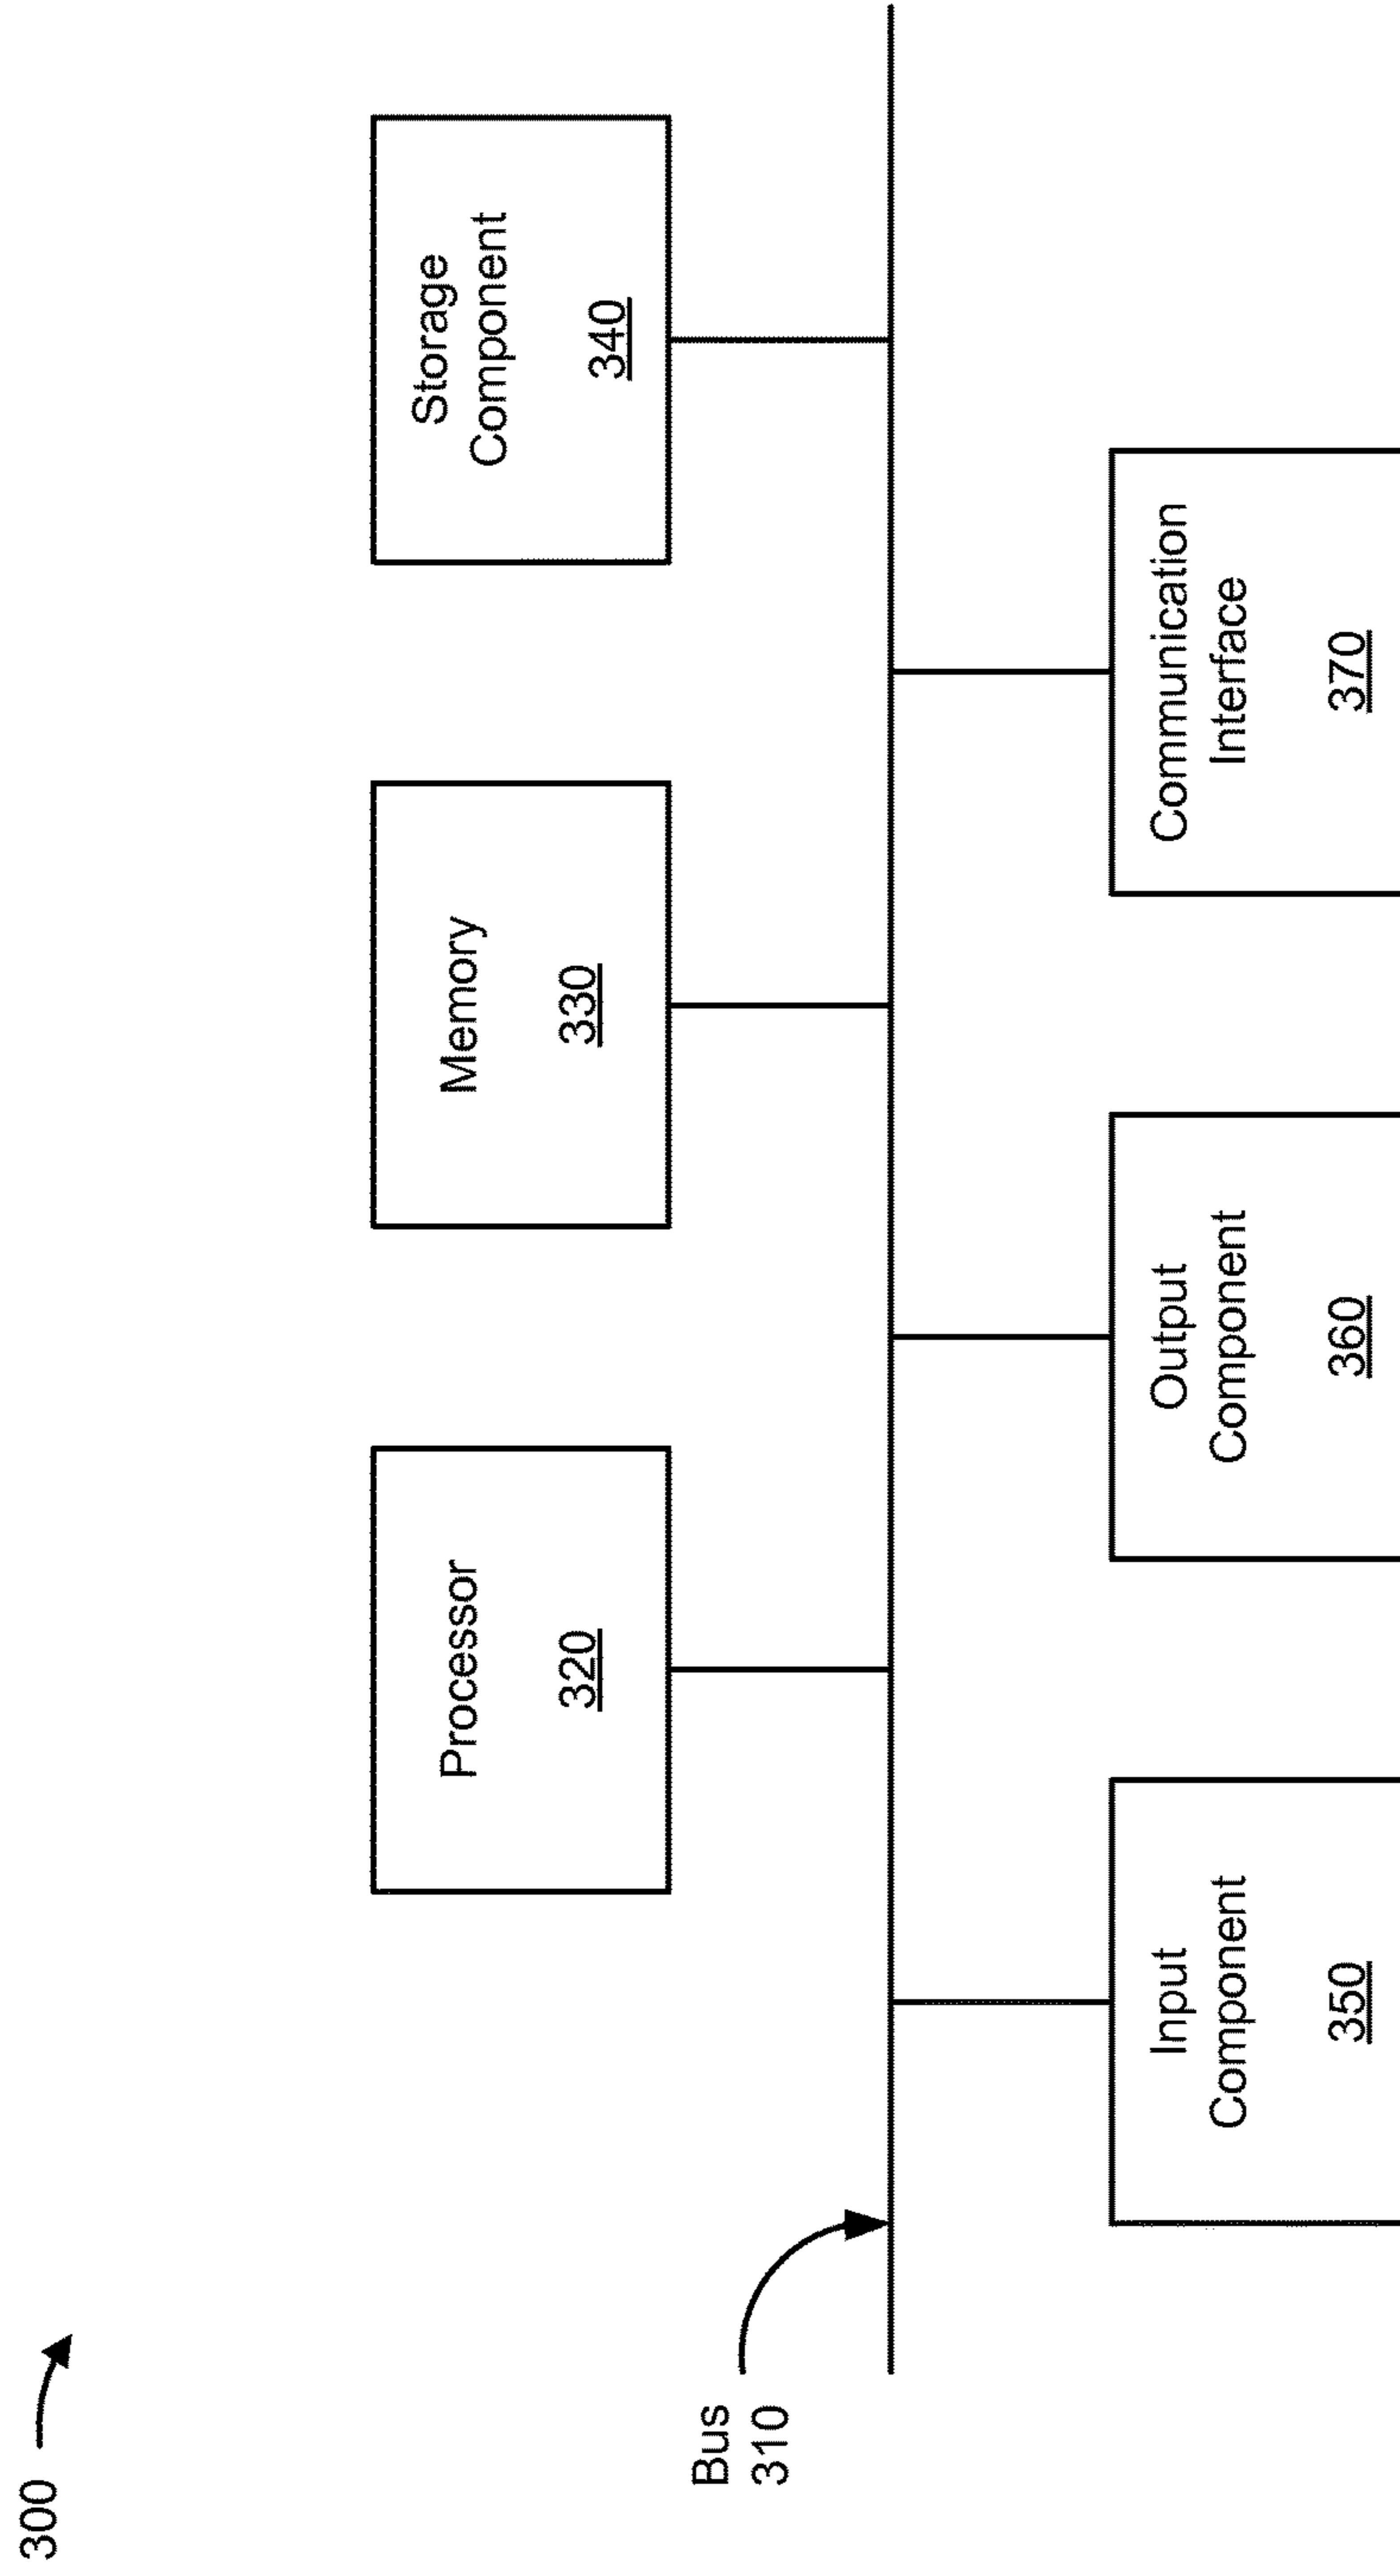 300
Processor
320
Memory
330
Storage
Component
340
Bus
310
Input
Component
350
Output
Component
360
Communication
Interface
370